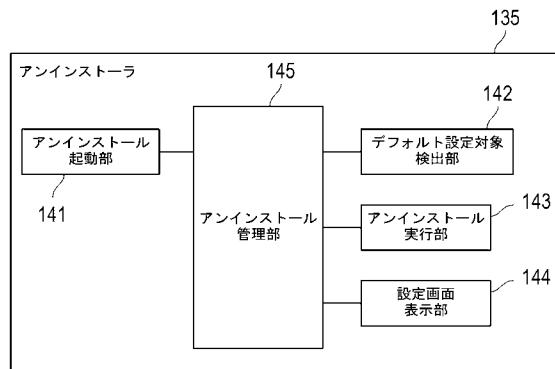 135
アンインストーラ
145
142
アンインストール
起動部
デフォルト設定対象
検出部
141
143
アンインストール
管理部
アンインストール
実行部
144
設定画面
表示部